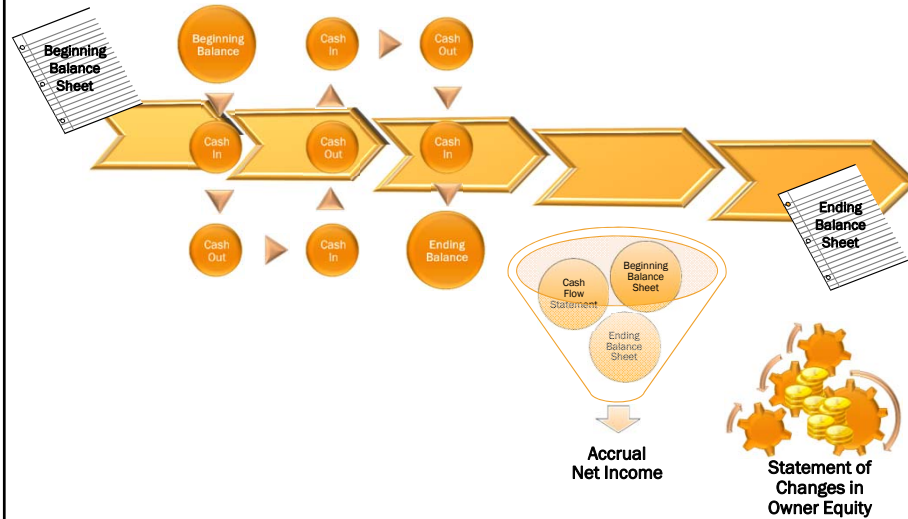 Beginning
Balance
Sheet
Beginning
Balance
Cash
In
Cash
Out
Cash
In
Cash
Out
Cash
In
Cash
Out
Cash
In
Ending
Balance
Ending
Balance
Sheet
Cash
Flow
Statement
Beginning
Balance
Sheet
Ending
Balance
Sheet
Accrual
Net Income
Statement of
Changes in
Owner Equity